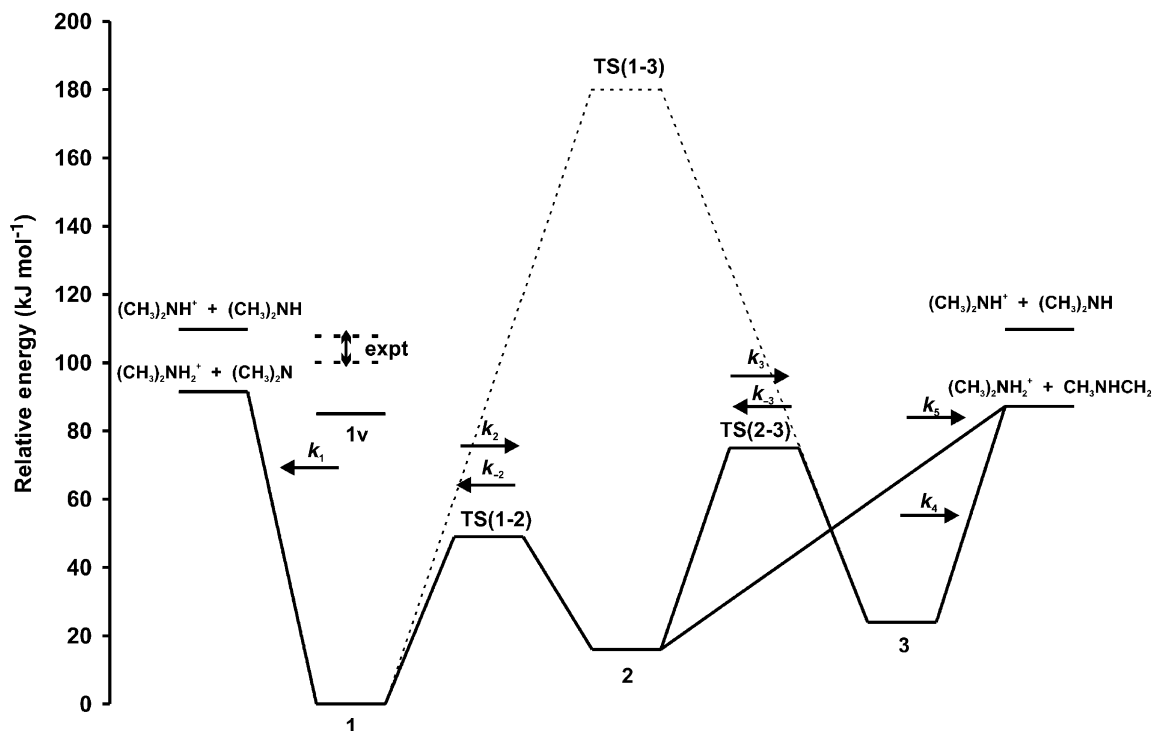 200
180
160
140
120
100
80
60
40
20
0
Relative energy (kJ mol⁻¹)
TS(1-3)
(CH₃)₂NH⁺ + (CH₃)₂NH
expt
(CH₃)₂NH₂⁺ + (CH₃)₂N
1v
k₁
k₂
k₋₂
TS(1-2)
1
2
k₃
k₋₃
TS(2-3)
3
(CH₃)₂NH⁺ + (CH₃)₂NH
(CH₃)₂NH₂⁺ + CH₃NHCH₂
k₅
k₄